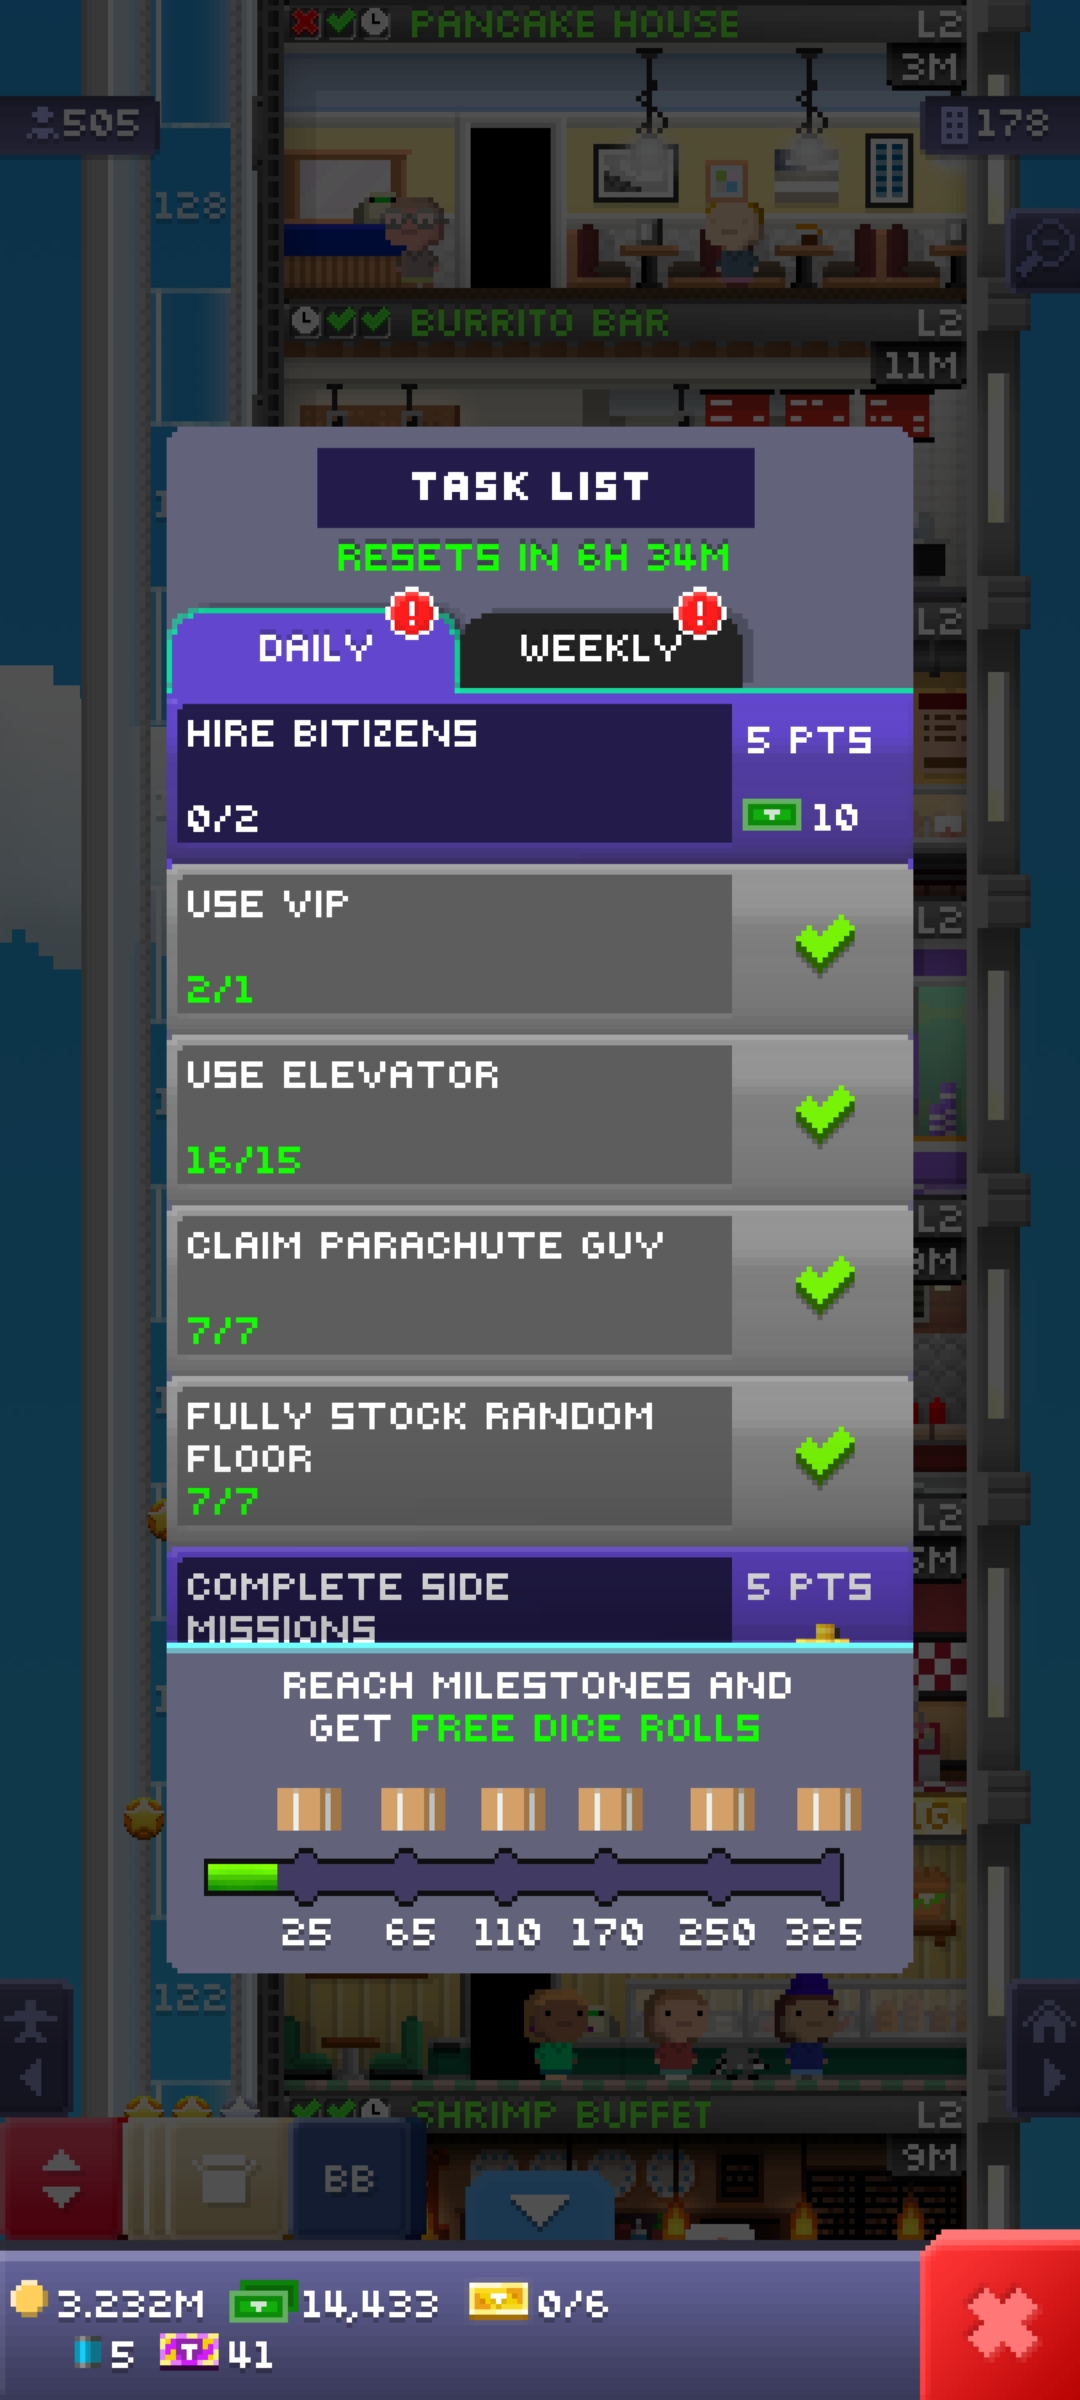 PANCAKE HOUSE
L2
3M
505
178
128
BURRITO BAR
L2
11M
TASK LIST
RESETS IN 6H 34M
L2
DAILY
WEEKLY
HIRE BITIZENS
5 PTS
0/2
10
USE VIP
L2
2/1
USE ELEVATOR
16/15
CLAIM PARACHUTE GUY
L2
7/7
FULLY STOCK RANDOM
FLOOR
7/7
L2
COMPLETE SIDE
5 PTS
MISSIONS
REACH MILESTONES AND
GET FREE DICE ROLLS
25 65 110 170 250 325
122
SHRIMP BUFFET
L2
9M
BB
3.232M
14,433
0/6
5
41